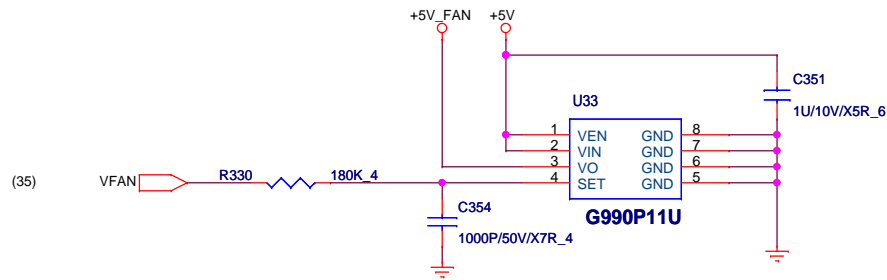 +5V_FAN +5V
C351
1U/10V/X5R_6
U33
1 VEN GND 8
2 VIN GND 7
3 VO GND 6
4 SET GND 5
G990P11U
(35) VFAN R330 180K_4
C354
1000P/50V/X7R_4